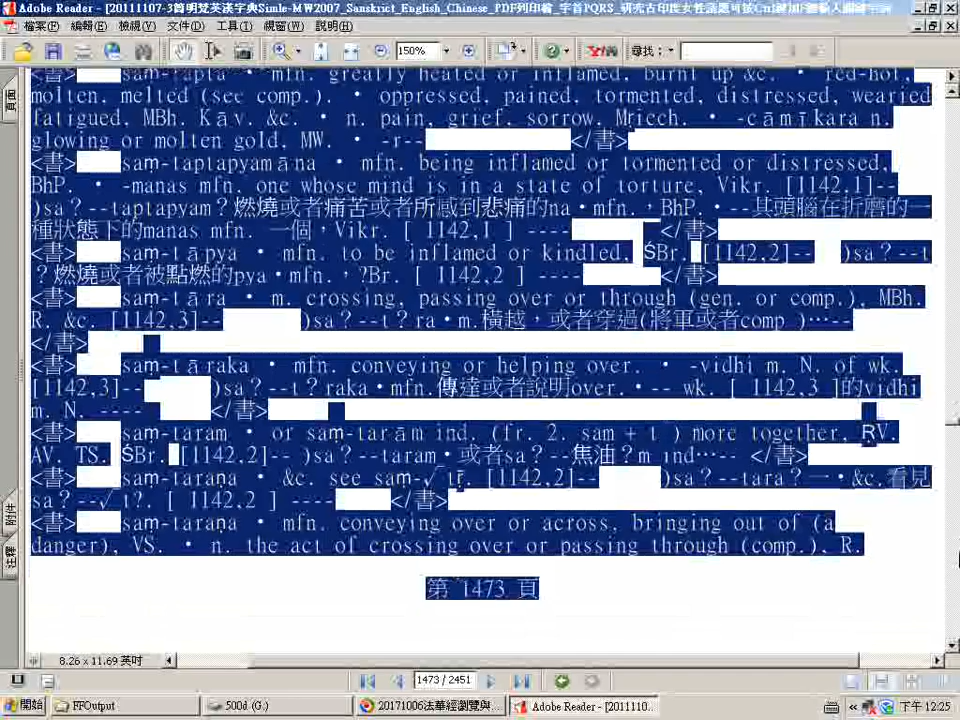 Adobe Reader - [20111107-3簡明梵英漢字典Simle-MW2007_Sanskrict_English_Chinese_PDF列印檔_字首PQRS_研究古印度女性議題可按Ctrl鍵加F鍵輸入關鍵字詞
檔案(F) 編輯(E) 檢視(V) 文件(D) 工具(T) 視窗(W) 說明(H)
150% 尋找：
<書> saṃ-tapta • mfn. greatly heated or inflamed, burnt up &c. • red-hot,
molten, melted (see comp.). • oppressed, pained, tormented, distressed, wearied
fatigued, MBh. Kāv. &c. • n. pain, grief, sorrow, Mricch. • -cāmīkara n.
glowing or molten gold, MW. -r-- </書>
<書> saṃ-taptapyamāna • mfn. being inflamed or tormented or distressed,
BhP. • -manas mfn. one whose mind is in a state of torture, Vikr. [1142,1]--
)sa？--taptapyam？燃燒或者痛苦或者所感到悲痛的na•mfn.，BhP.•--其頭腦在折磨的一
種狀態下的manas mfn. 一個，Vikr. [ 1142,1 ] ---- </書>
<書> saṃ-tāpya • mfn. to be inflamed or kindled, ŚBr. [1142,2]-- )sa？--t
？燃燒或者被點燃的pya•mfn.，?Br. [ 1142,2 ] ---- </書>
<書> saṃ-tāra • m. crossing, passing over or through (gen. or comp.), MBh.
R. &c. [1142,3]-- )sa？--t？ra•m.橫越，或者穿過(將軍或者comp )…--
</書>
<書> saṃ-tāraka • mfn. conveying or helping over. • -vidhi m. N. of wk.
[1142,3]-- )sa？--t？raka•mfn.傳達或者說明over.•-- wk. [ 1142,3 ]的vidhi
m. N. ---- </書>
<書> saṃ-taram • or saṃ-tarām ind. (fr. 2. sam + t ) more together, RV.
AV. TS. ŚBr. [1142,2]-- )sa？--taram•或者sa？--焦油？m ind…-- </書>
<書> saṃ-taraṇa • &c. see saṃ-√tṝ. [1142,2]-- )sa？--tara？一•&c.看見
sa？--√t?. [ 1142,2 ] ---- </書>
<書> saṃ-taraṇa • mfn. conveying over or across, bringing out of (a
danger), VS. • n. the act of crossing over or passing through (comp.), R.
第 1473 頁
頁面
附件
注釋
8.26 x 11.69 英吋
1473 / 2451
開始 FFOutput 500d (G:) 20171006法華經瀏覽與... Adobe Reader - [2011110... 下午 12:25